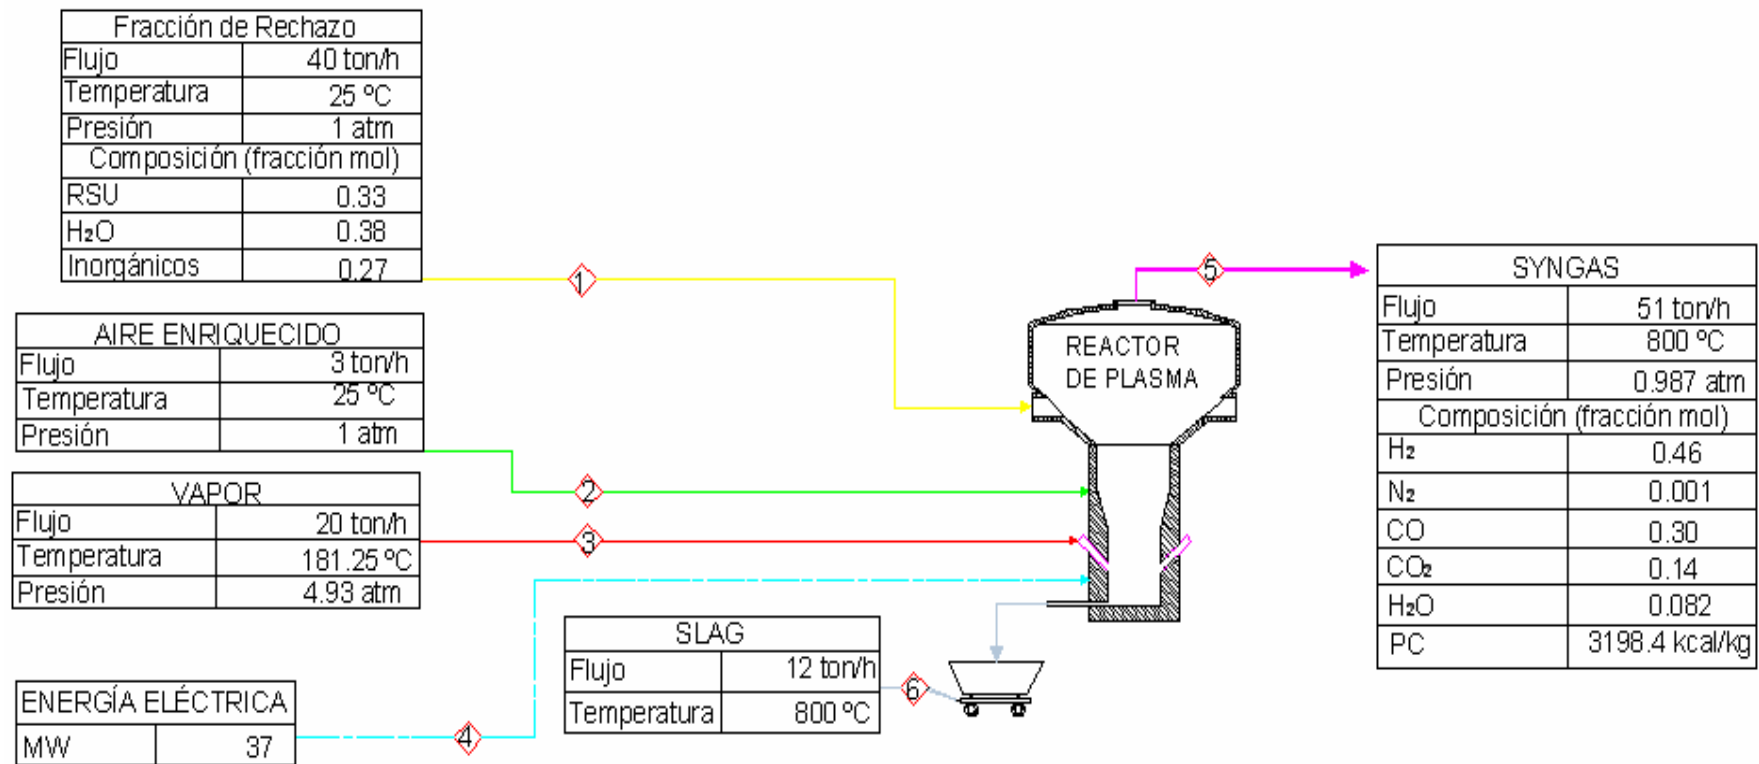 Fracción de Rechazo
Flujo 40 ton/h
Temperatura 25 ºC
Presión 1 atm
Composición (fracción mol)
RSU 0.33
H₂O 0.38
Inorgánicos 0.27
1
AIRE ENRIQUECIDO
Flujo 3 ton/h
Temperatura 25 ºC
Presión 1 atm
2
VAPOR
Flujo 20 ton/h
Temperatura 181.25 ºC
Presión 4.93 atm
3
ENERGÍA ELÉCTRICA
MW 37
4
REACTOR
DE PLASMA
SLAG
Flujo 12 ton/h
Temperatura 800 ºC
6
5
SYNGAS
Flujo 51 ton/h
Temperatura 800 ºC
Presión 0.987 atm
Composición (fracción mol)
H₂ 0.46
N₂ 0.001
CO 0.30
CO₂ 0.14
H₂O 0.082
PC 3198.4 kcal/kg